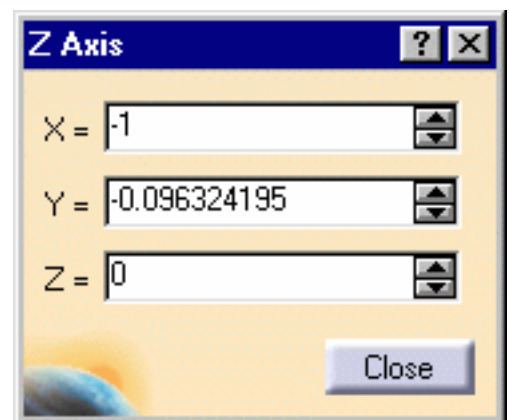 Z Axis ? ×
X = -1
Y = -0.096324195
Z = 0
Close